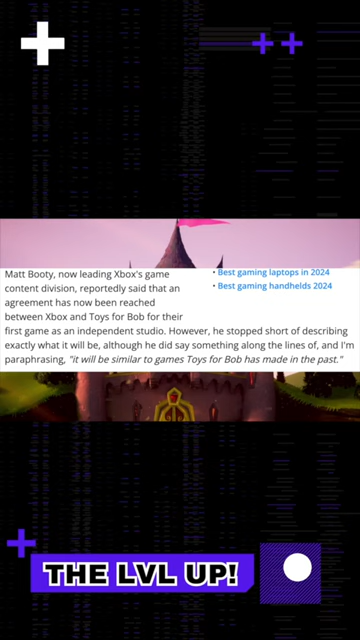 Matt Booty, now leading Xbox's game
content division, reportedly said that an
agreement has now been reached
between Xbox and Toys for Bob for their
first game as an independent studio. However, he stopped short of describing
exactly what it will be, although he did say something along the lines of, and I'm
paraphrasing, "it will be similar to games Toys for Bob has made in the past."
• Best gaming laptops in 2024
• Best gaming handhelds 2024
THE LVL UP!